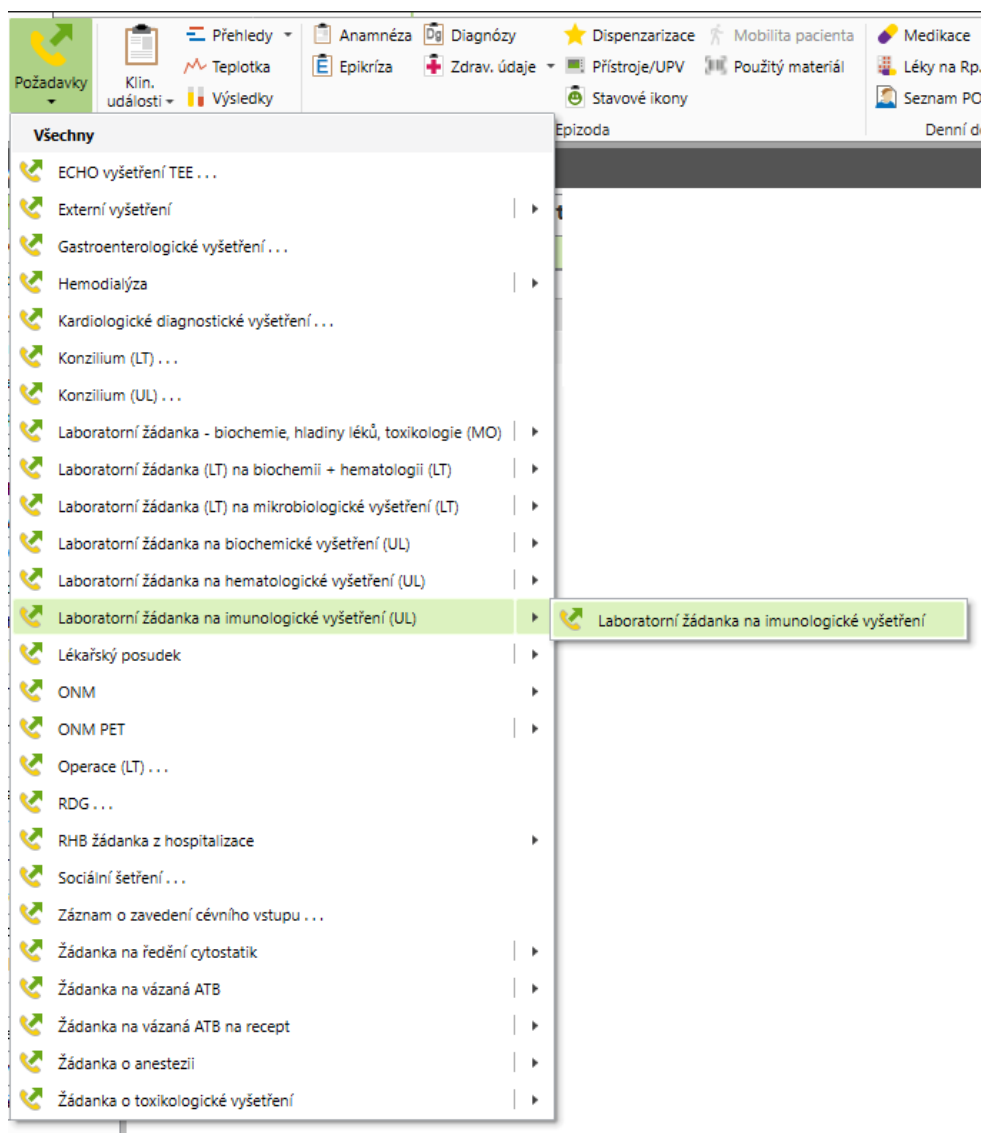 Požadavky
Klin.
události
Přehledy
Teplotka
Výsledky
Anamnéza
Epikríza
Dg Diagnózy
Zdrav. údaje
Dispenzarizace
Přístroje/UPV
Stavové ikony
Mobilita pacienta
Použitý materiál
Epizoda
Medikace
Léky na Rp.
Seznam PO
Denní d
Všechny
ECHO vyšetření TEE . . .
Externí vyšetření
Gastroenterologické vyšetření . . .
Hemodialýza
Kardiologické diagnostické vyšetření . . .
Konzilium (LT) . . .
Konzilium (UL) . . .
Laboratorní žádanka - biochemie, hladiny léků, toxikologie (MO)
Laboratorní žádanka (LT) na biochemii + hematologii (LT)
Laboratorní žádanka (LT) na mikrobiologické vyšetření (LT)
Laboratorní žádanka na biochemické vyšetření (UL)
Laboratorní žádanka na hematologické vyšetření (UL)
Laboratorní žádanka na imunologické vyšetření (UL)
Laboratorní žádanka na imunologické vyšetření
Lékařský posudek
ONM
ONM PET
Operace (LT) . . .
RDG . . .
RHB žádanka z hospitalizace
Sociální šetření . . .
Záznam o zavedení cévního vstupu . . .
Žádanka na ředění cytostatik
Žádanka na vázaná ATB
Žádanka na vázaná ATB na recept
Žádanka o anestezii
Žádanka o toxikologické vyšetření